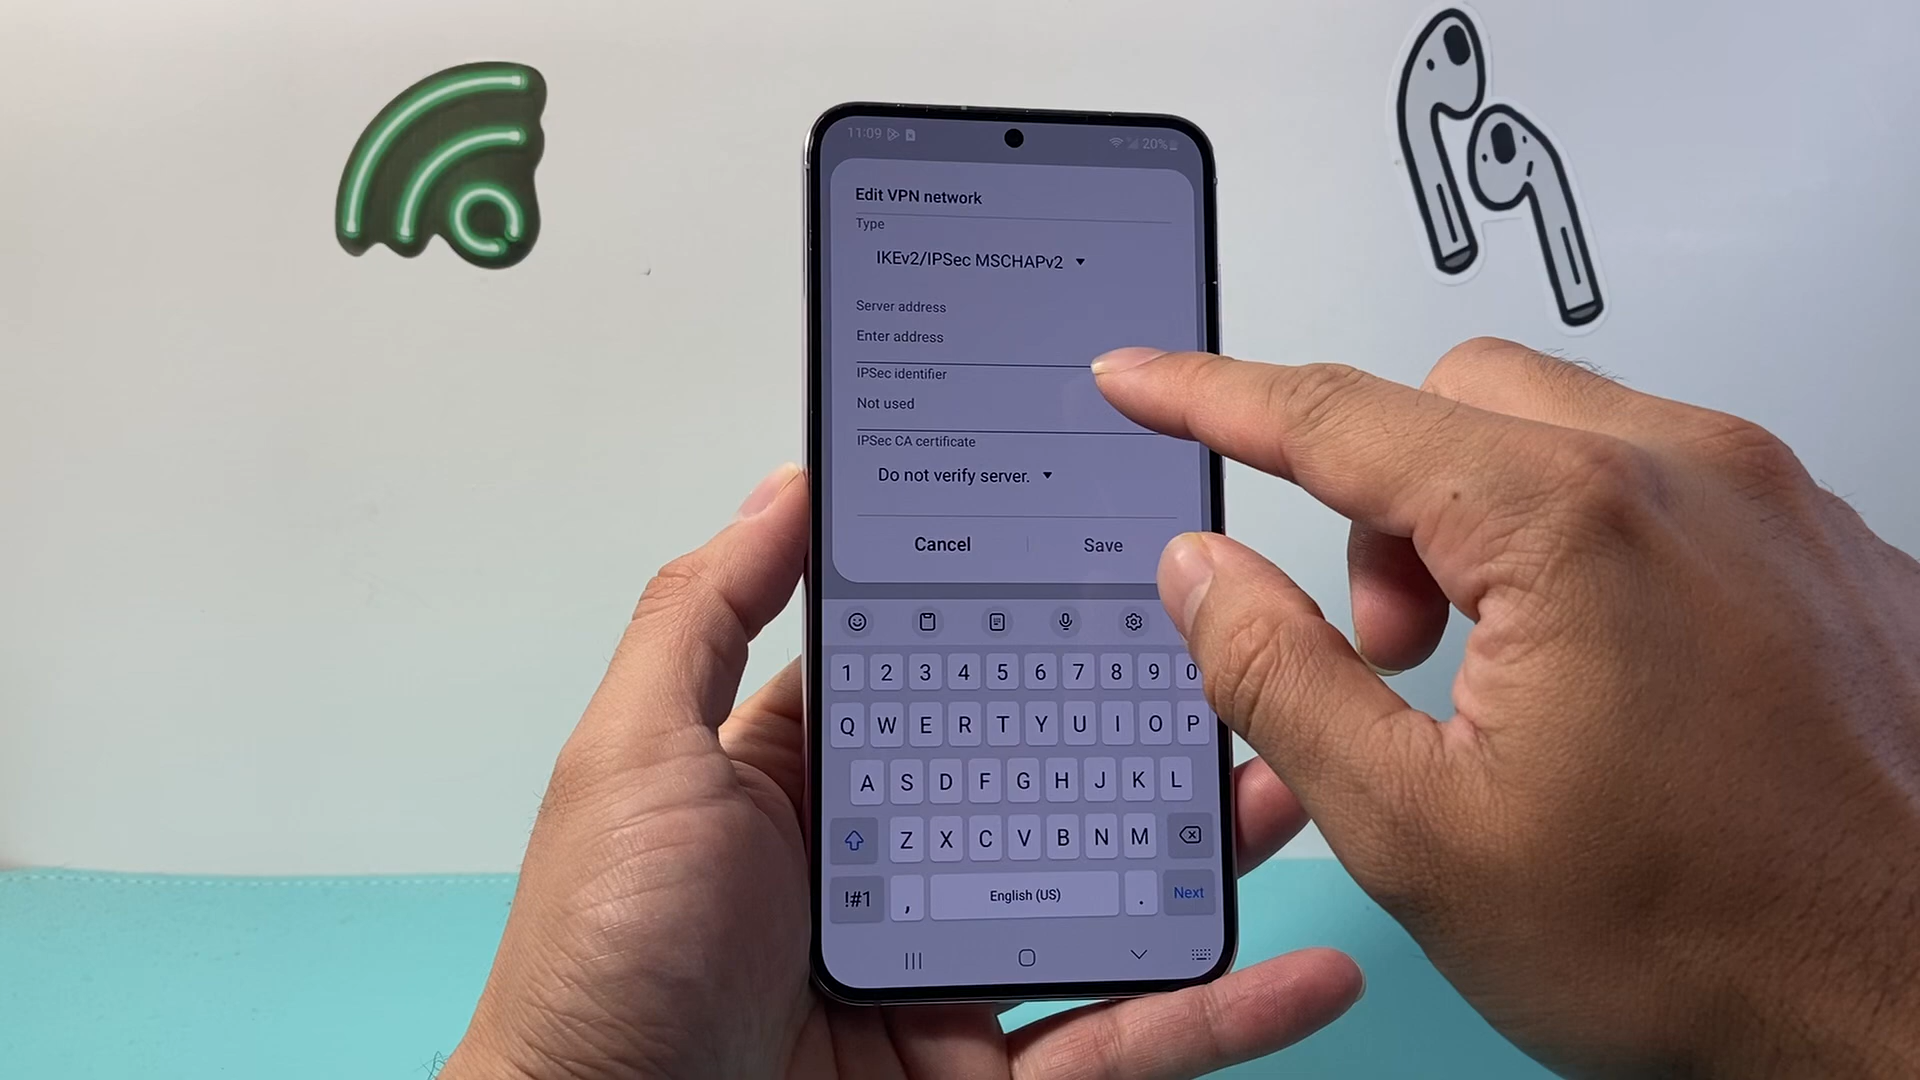 11:09 20%
Edit VPN network
Type
IKEv2/IPSec MSCHAPv2
Server address
Enter address
IPSec identifier
Not used
IPSec CA certificate
Do not verify server.
Cancel Save
1 2 3 4 5 6 7 8 9 0
Q W E R T Y U I O P
A S D F G H J K L
Z X C V B N M
!#1 , English (US) . Next